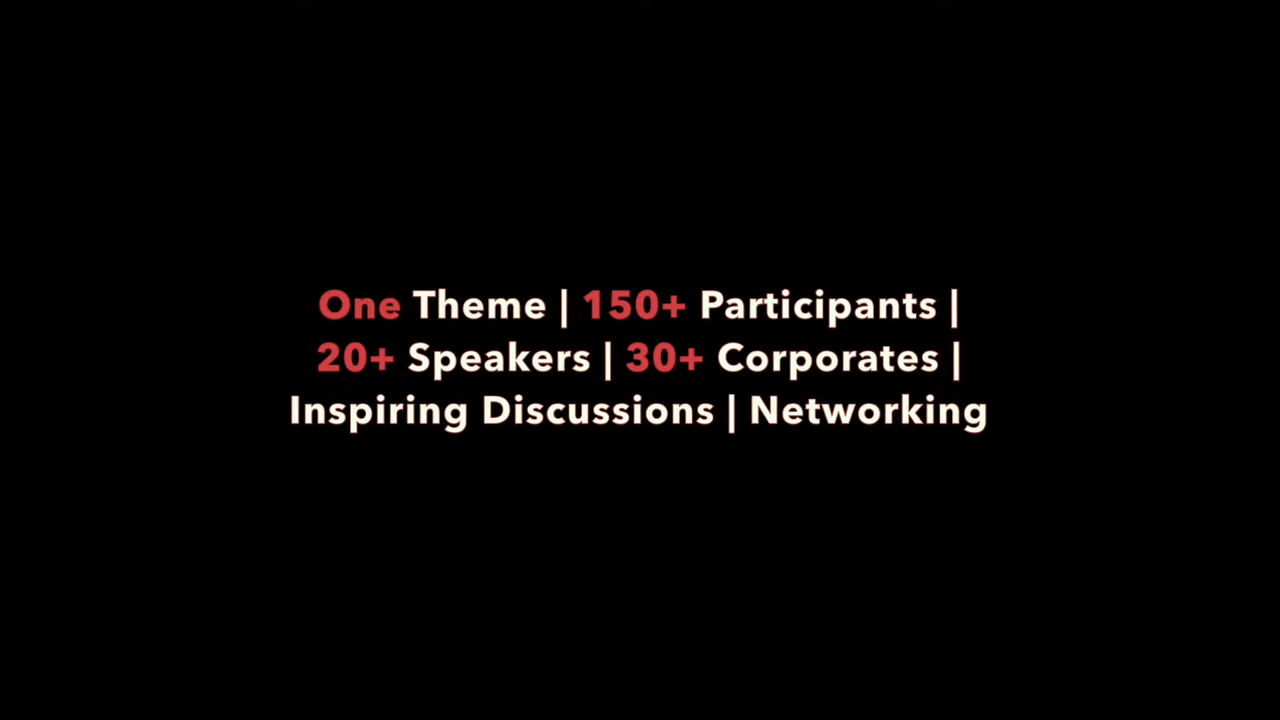 One Theme | 150+ Participants |
20+ Speakers | 30+ Corporates |
Inspiring Discussions | Networking